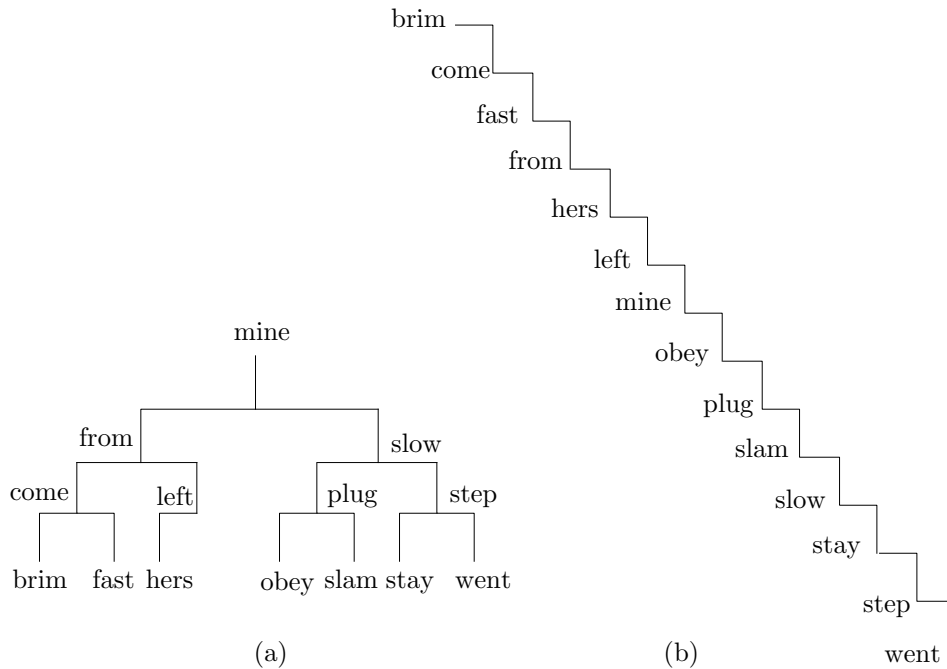 brim
come
fast
from
hers
left
mine
obey
plug
slam
slow
stay
step
went
(b)
mine
from slow
come left plug step
brim fast hers obey slam stay went
(a)